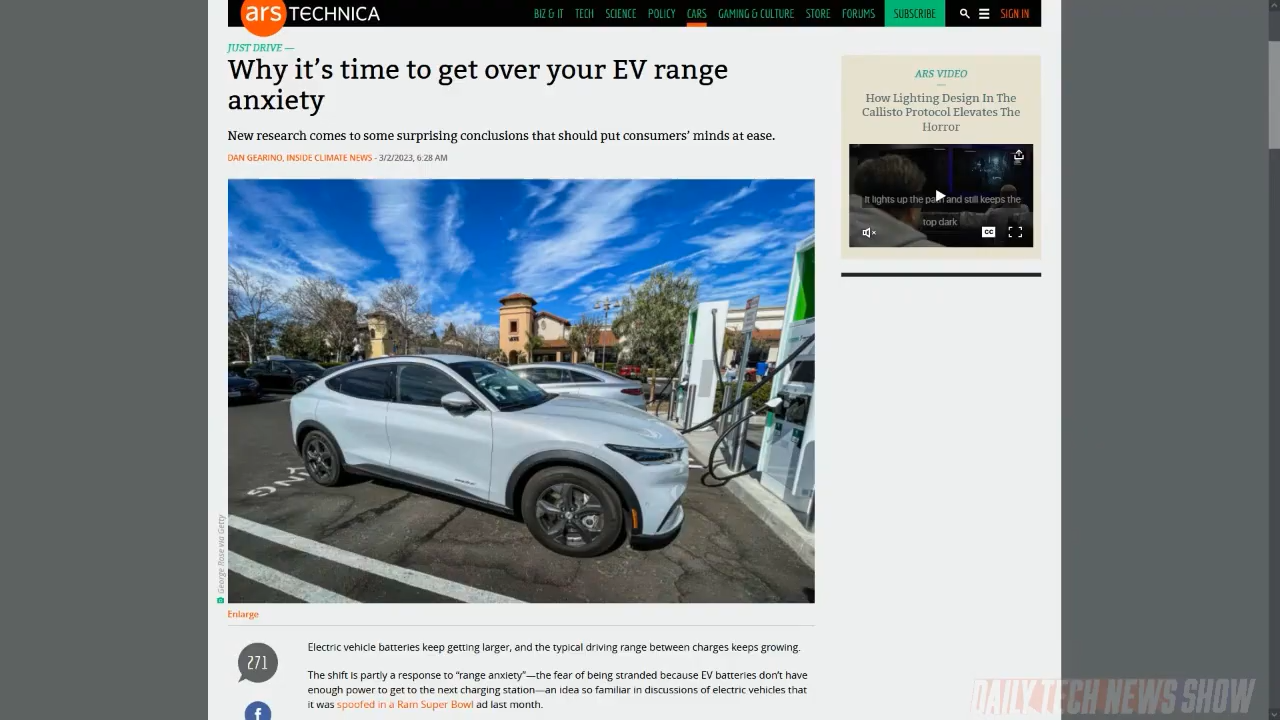 ars TECHNICA
BIZ & IT TECH SCIENCE POLICY CARS GAMING & CULTURE STORE FORUMS SUBSCRIBE SIGN IN
JUST DRIVE —
Why it’s time to get over your EV range
anxiety
New research comes to some surprising conclusions that should put consumers’ minds at ease.
DAN GEARINO, INSIDE CLIMATE NEWS - 3/2/2023, 6:28 AM
George Rose via Getty
Enlarge
271
Electric vehicle batteries keep getting larger, and the typical driving range between charges keeps growing.
The shift is partly a response to “range anxiety”—the fear of being stranded because EV batteries don’t have
enough power to get to the next charging station—an idea so familiar in discussions of electric vehicles that
it was spoofed in a Ram Super Bowl ad last month.
ARS VIDEO
How Lighting Design In The
Callisto Protocol Elevates The
Horror
It lights up the and still keeps the
top dark
CC
DAILY TECH NEWS SHOW